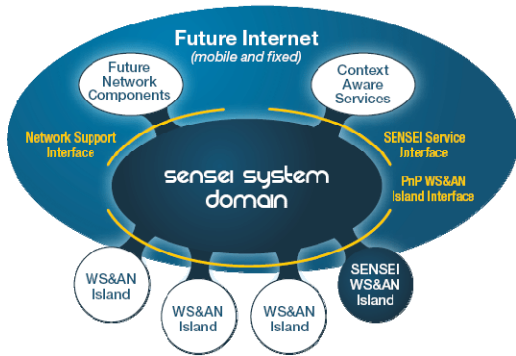 Future Internet
(mobile and fixed)
Future
Network
Components
Context
Aware
Services
Network Support
Interface
SENSEI Service
Interface
sensei system
domain
PnP WS&AN
Island Interface
WS&AN
Island
WS&AN
Island
WS&AN
Island
SENSEI
WS&AN
Island